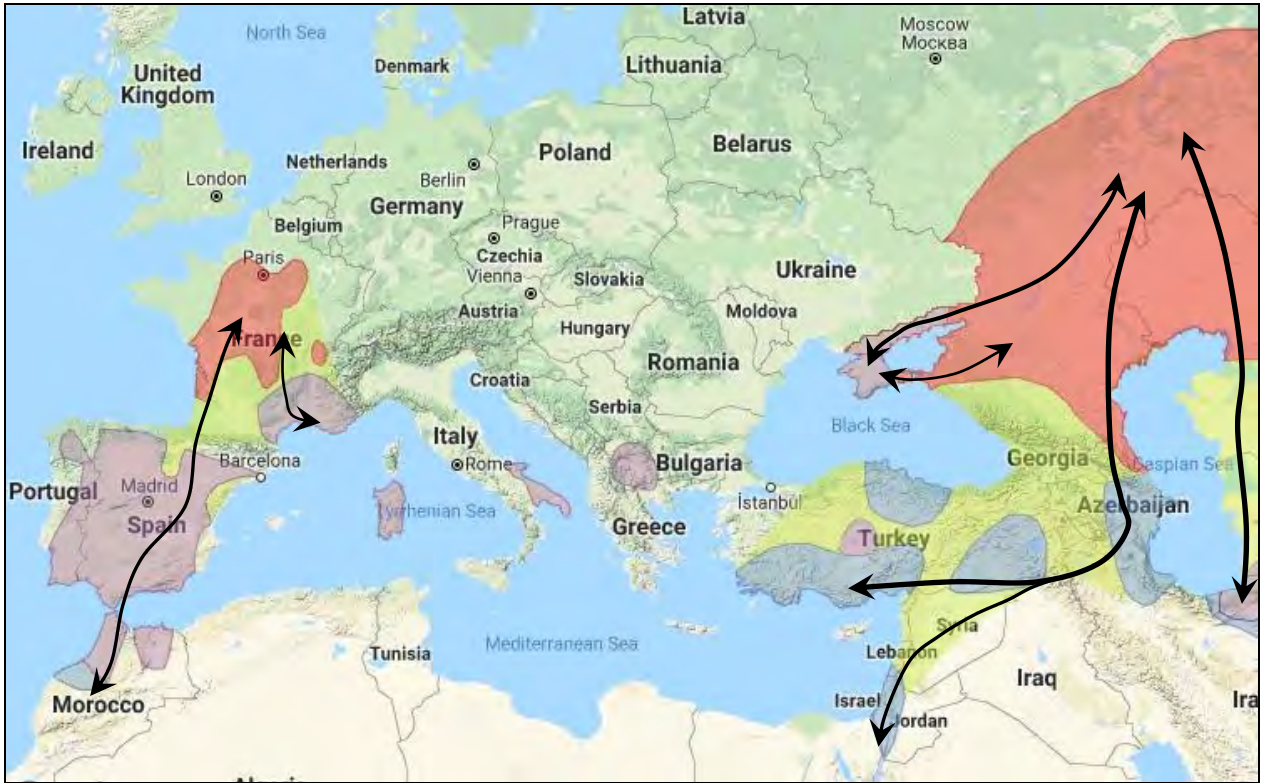 Latvia
Moscow
Москва
North Sea
Denmark
Lithuania
United
Kingdom
Ireland
Netherlands
Poland
Belarus
London
Berlin
Germany
Belgium
Prague
Czechia
Paris
Vienna
Slovakia
Ukraine
Austria
Moldova
Hungary
France
Romania
Croatia
Serbia
Black Sea
Italy
Barcelona
Rome
Bulgaria
Georgia
Caspian Sea
Portugal
Madrid
Spain
Tyrrhenian Sea
Greece
İstanbul
Azerbaijan
Turkey
Syria
Mediterranean Sea
Tunisia
Lebanon
Iraq
Morocco
Israel
Jordan
Ira